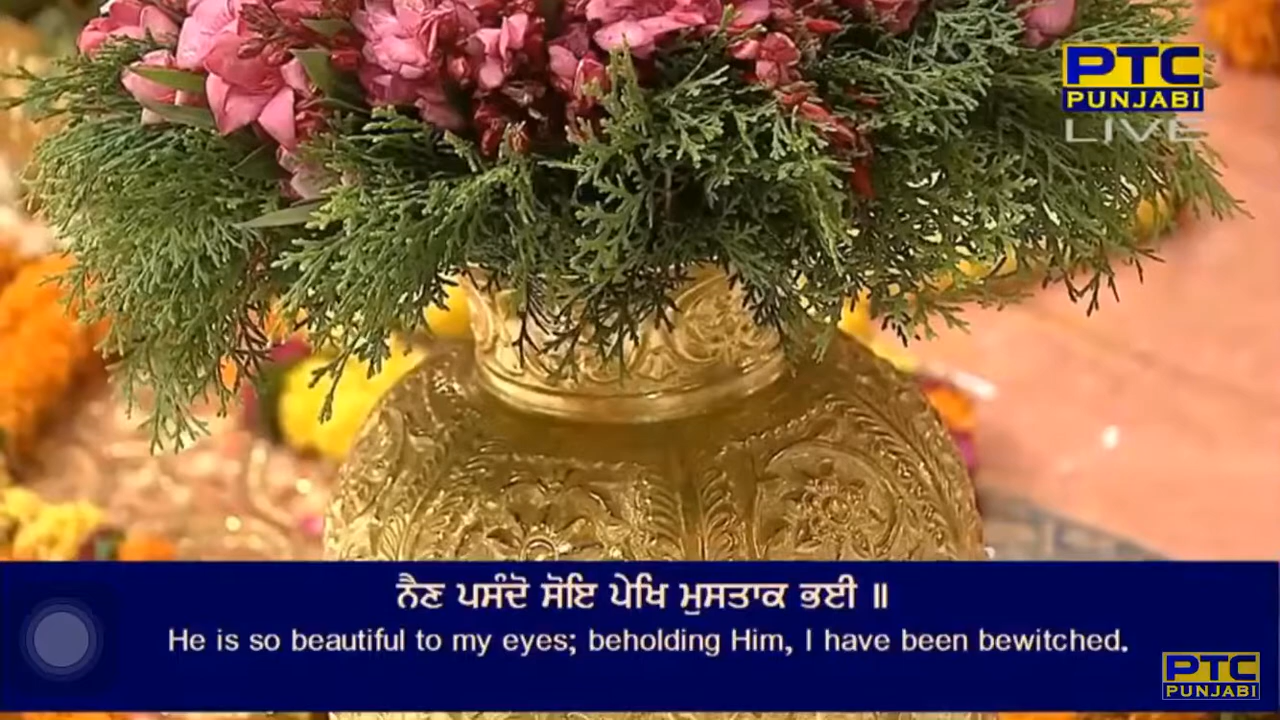 PTC
PUNJABI
LIVE
ਨੈਣ ਪਸੰਦੋ ਸੋਇ ਪੇਖਿ ਮੁਸਤਾਕ ਭਈ ॥
He is so beautiful to my eyes; beholding Him, I have been bewitched.
PTC
PUNJABI